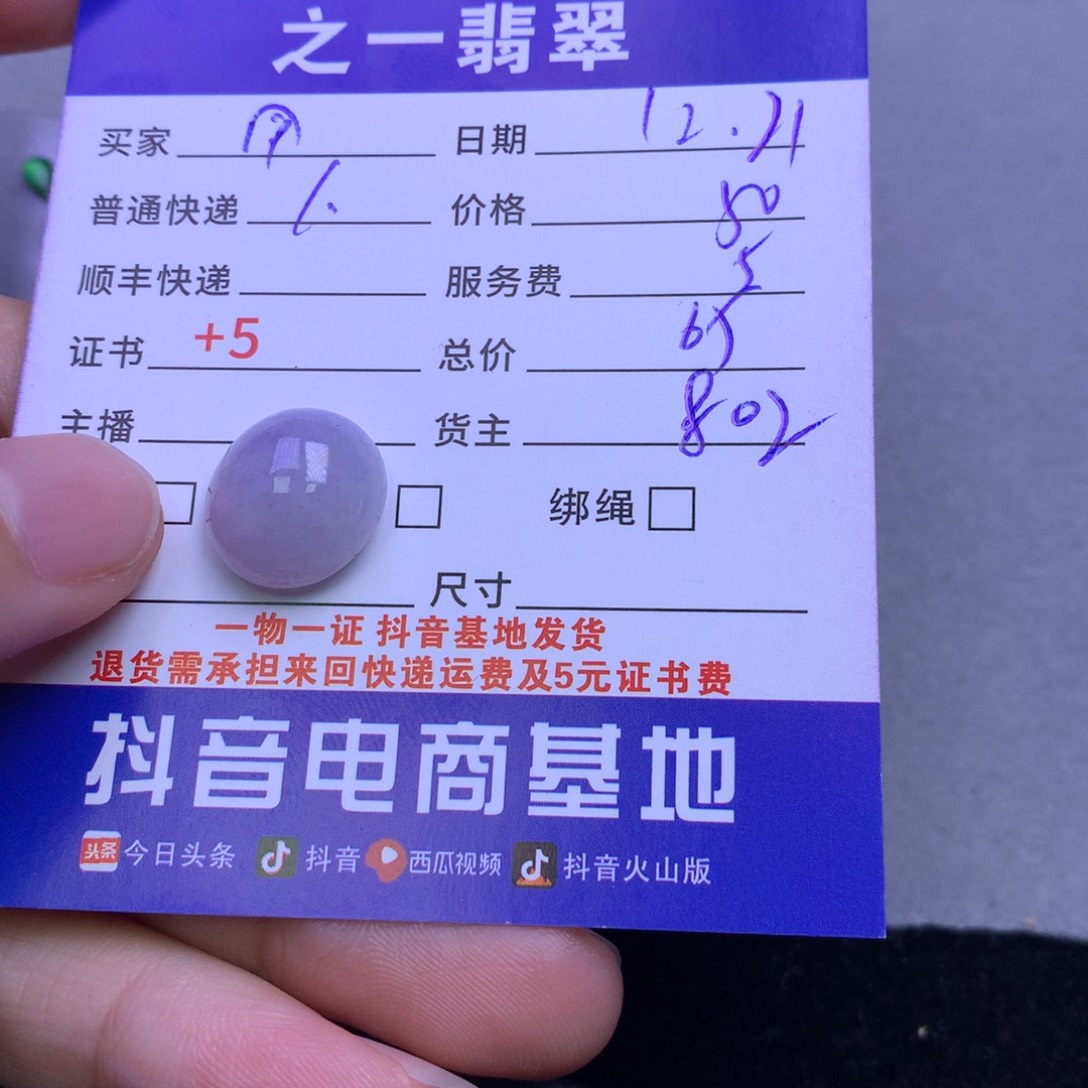 之一翡翠
买家 日期 12.21
普通快递 价格 50
顺丰快递 服务费 5
证书 +5 总价 65
主播 货主 802
绑绳
尺寸
一物一证 抖音基地发货
退货需承担来回快递运费及5元证书费
抖音电商基地
头条 今日头条 抖音 西瓜视频 抖音火山版